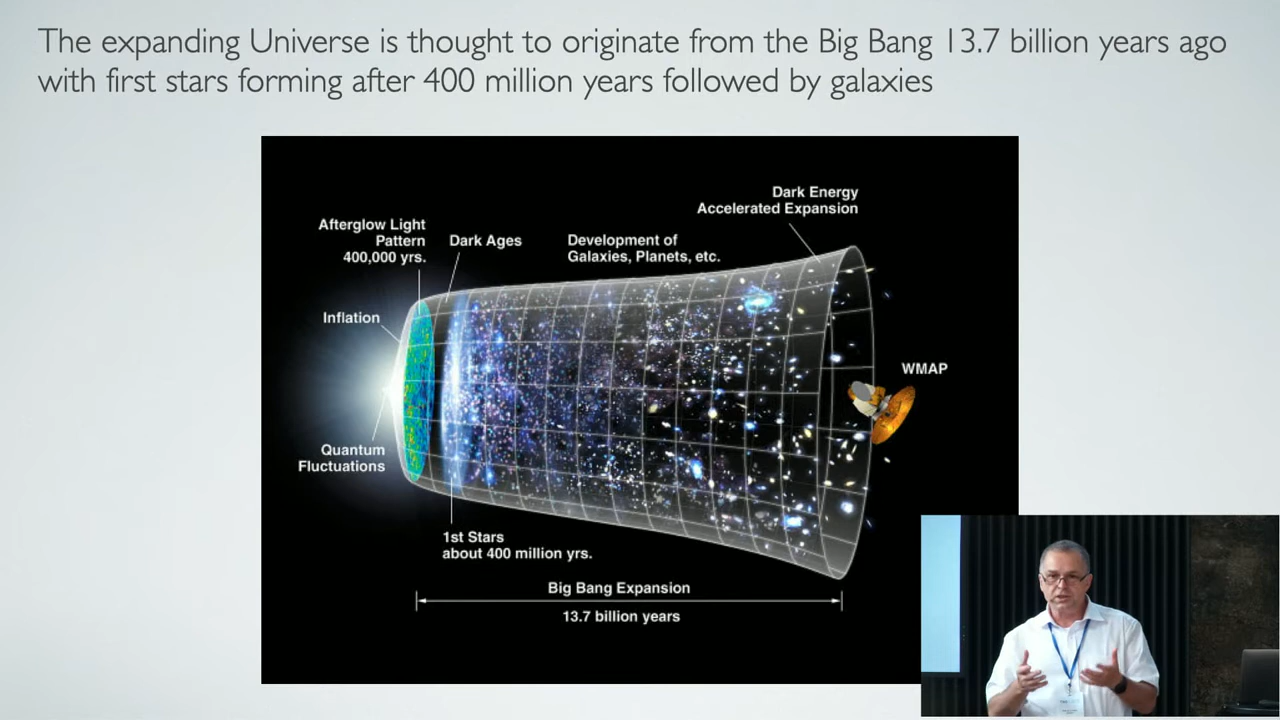 The expanding Universe is thought to originate from the Big Bang 13.7 billion years ago
with first stars forming after 400 million years followed by galaxies
Dark Energy
Accelerated Expansion
Afterglow Light
Pattern
400,000 yrs.
Dark Ages
Development of
Galaxies, Planets, etc.
Inflation
WMAP
Quantum
Fluctuations
1st Stars
about 400 million yrs.
Big Bang Expansion
13.7 billion years